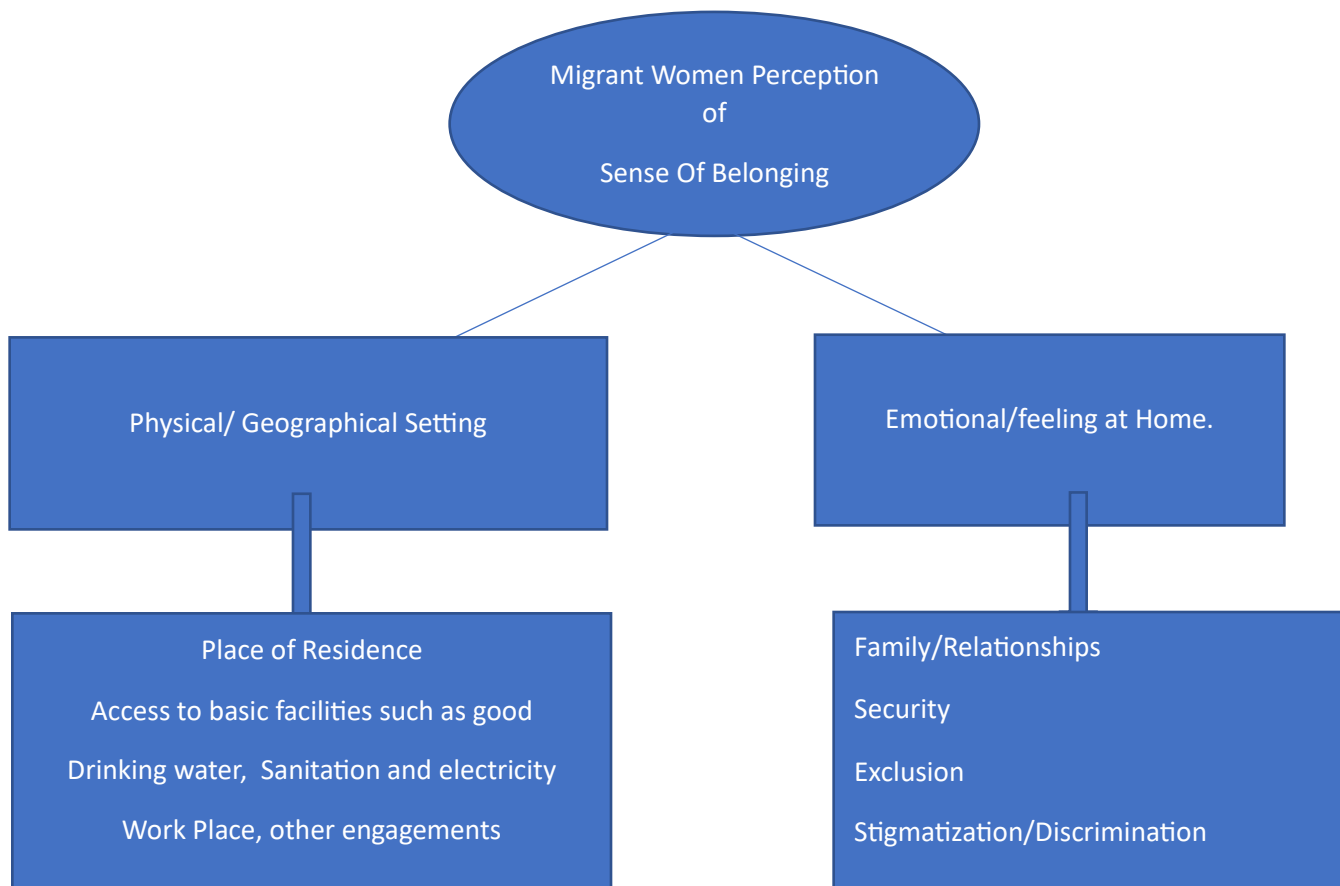 Migrant Women Perception
of
Sense Of Belonging
Physical/ Geographical Setting
Emotional/feeling at Home.
Place of Residence
Access to basic facilities such as good
Drinking water,  Sanitation and electricity
Work Place, other engagements
Family/Relationships
Security
Exclusion
Stigmatization/Discrimination